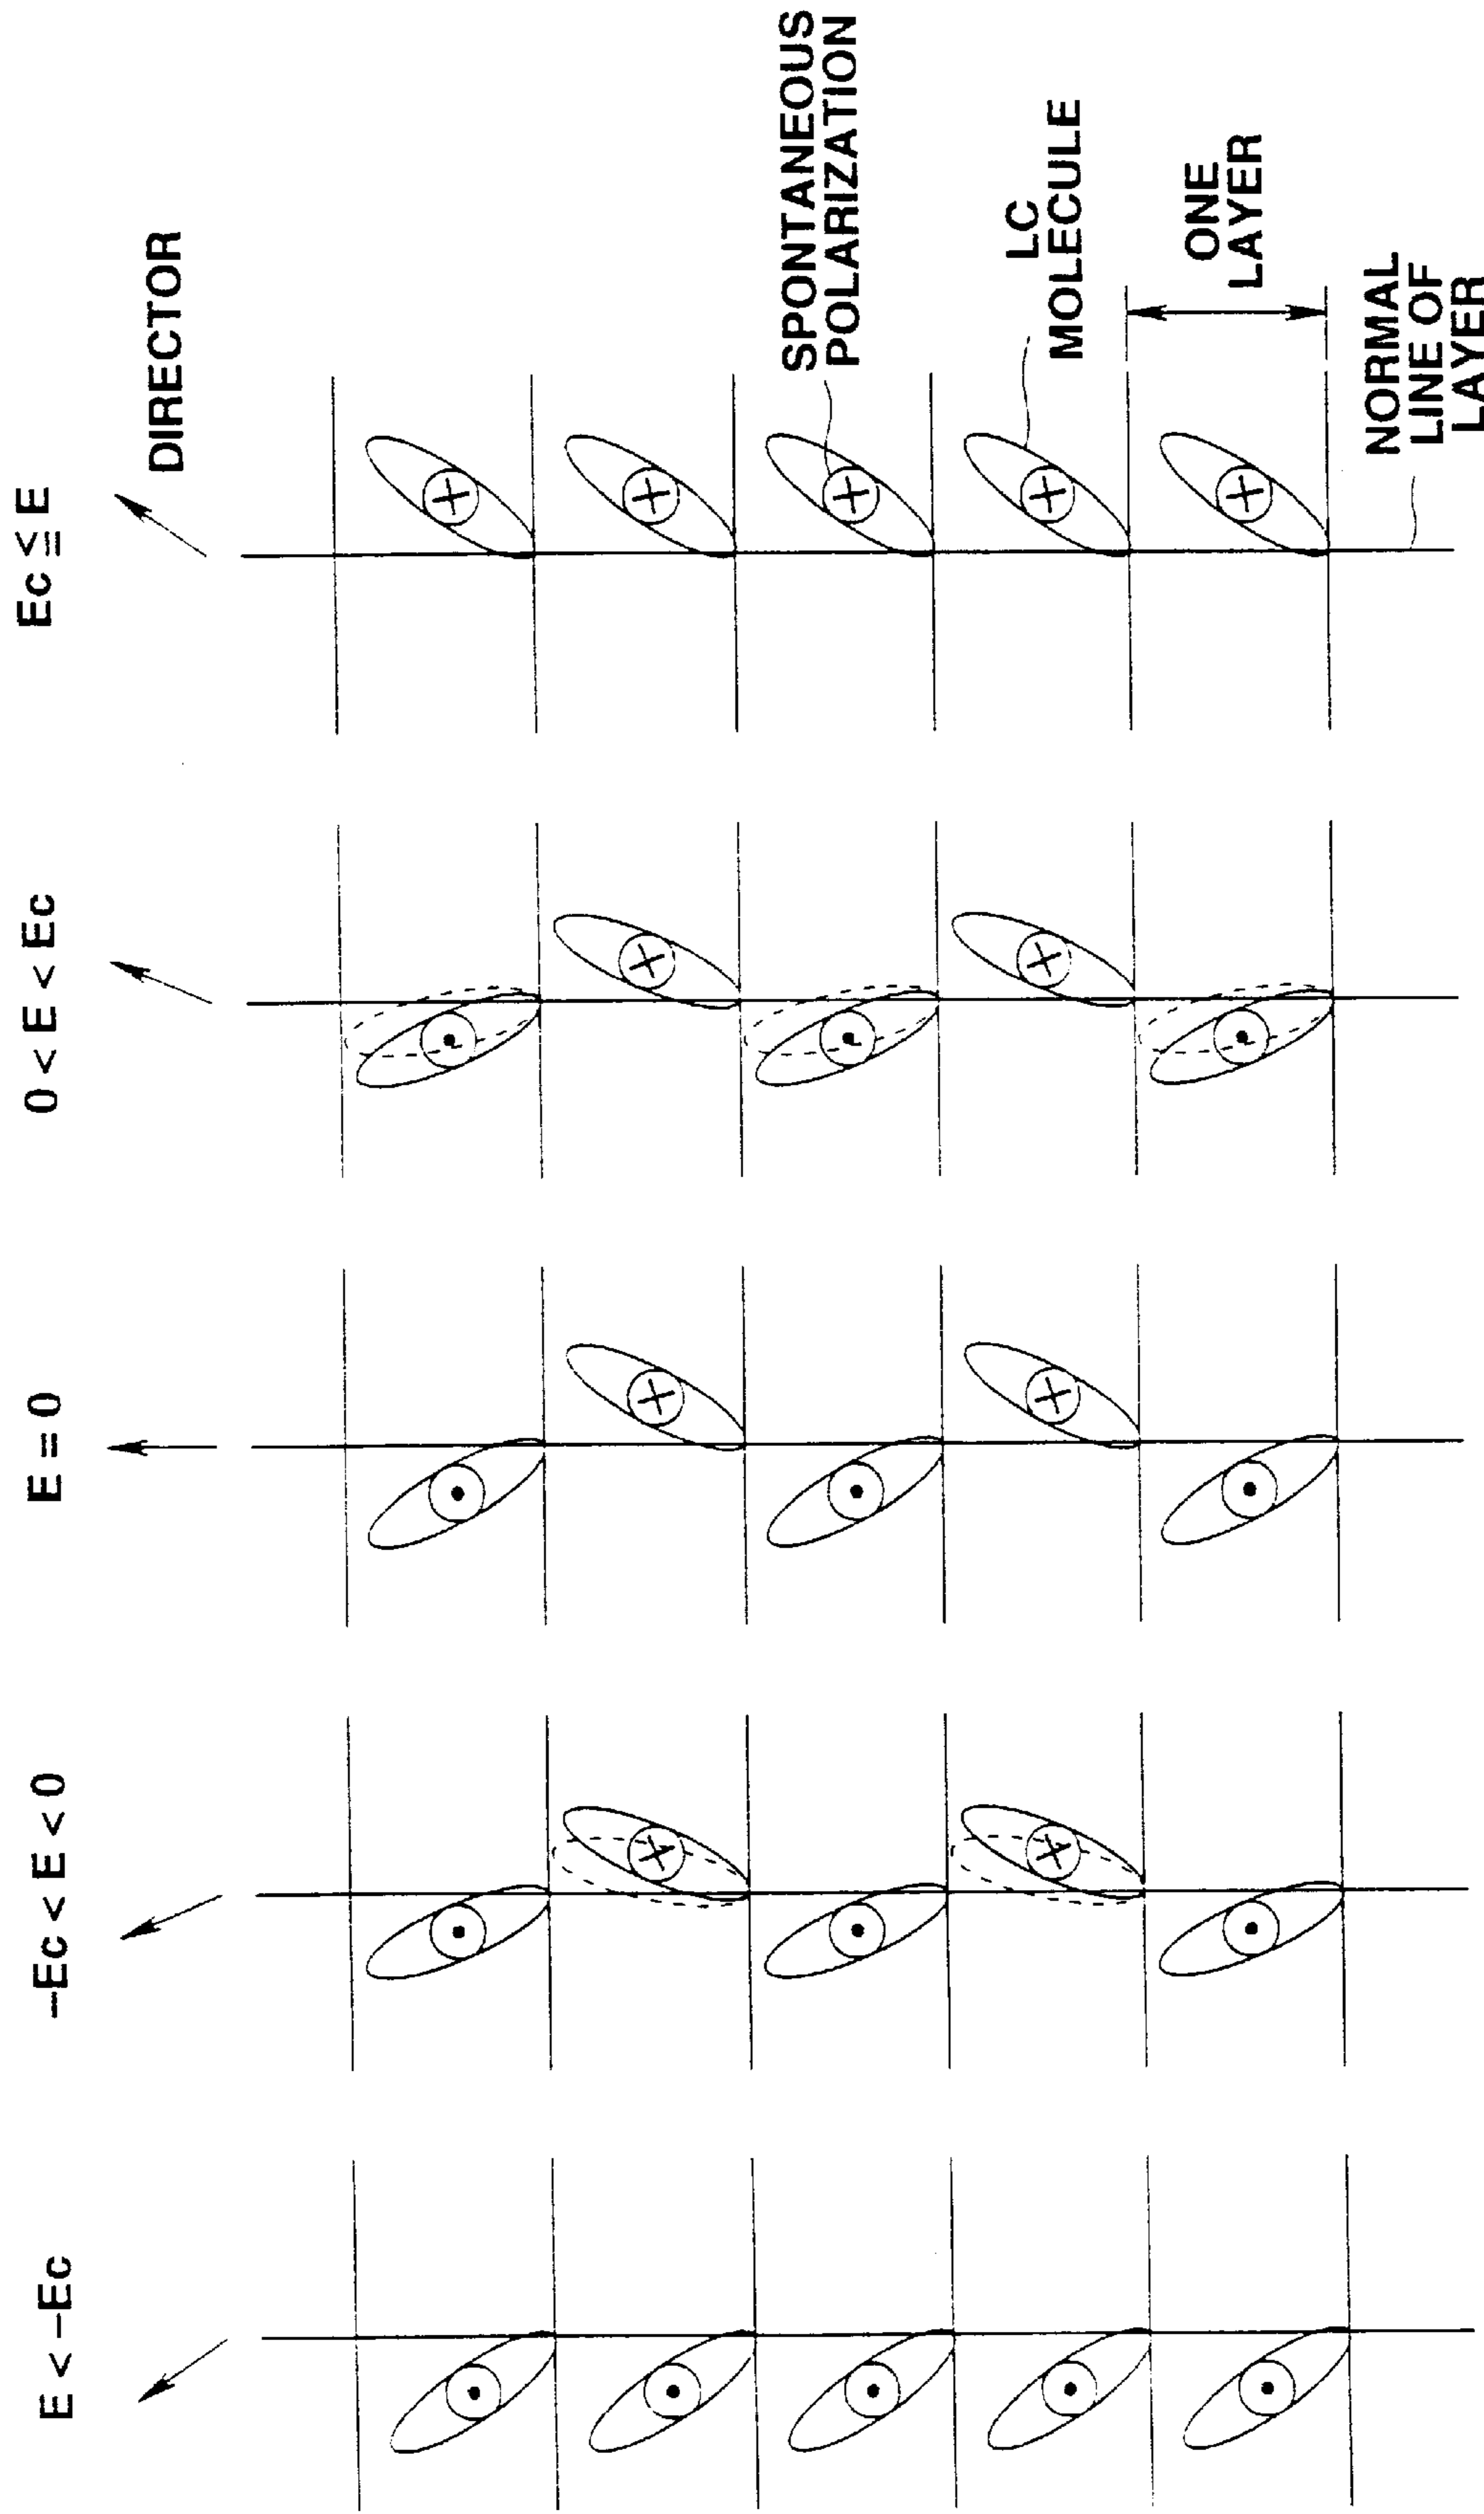 E < −Ec
−Ec < E < 0
E = 0
0 < E < Ec
Ec ≦ E
DIRECTOR
SPONTANEOUS
POLARIZATION
LC
MOLECULE
ONE
LAYER
NORMAL
LINE OF
LAYER